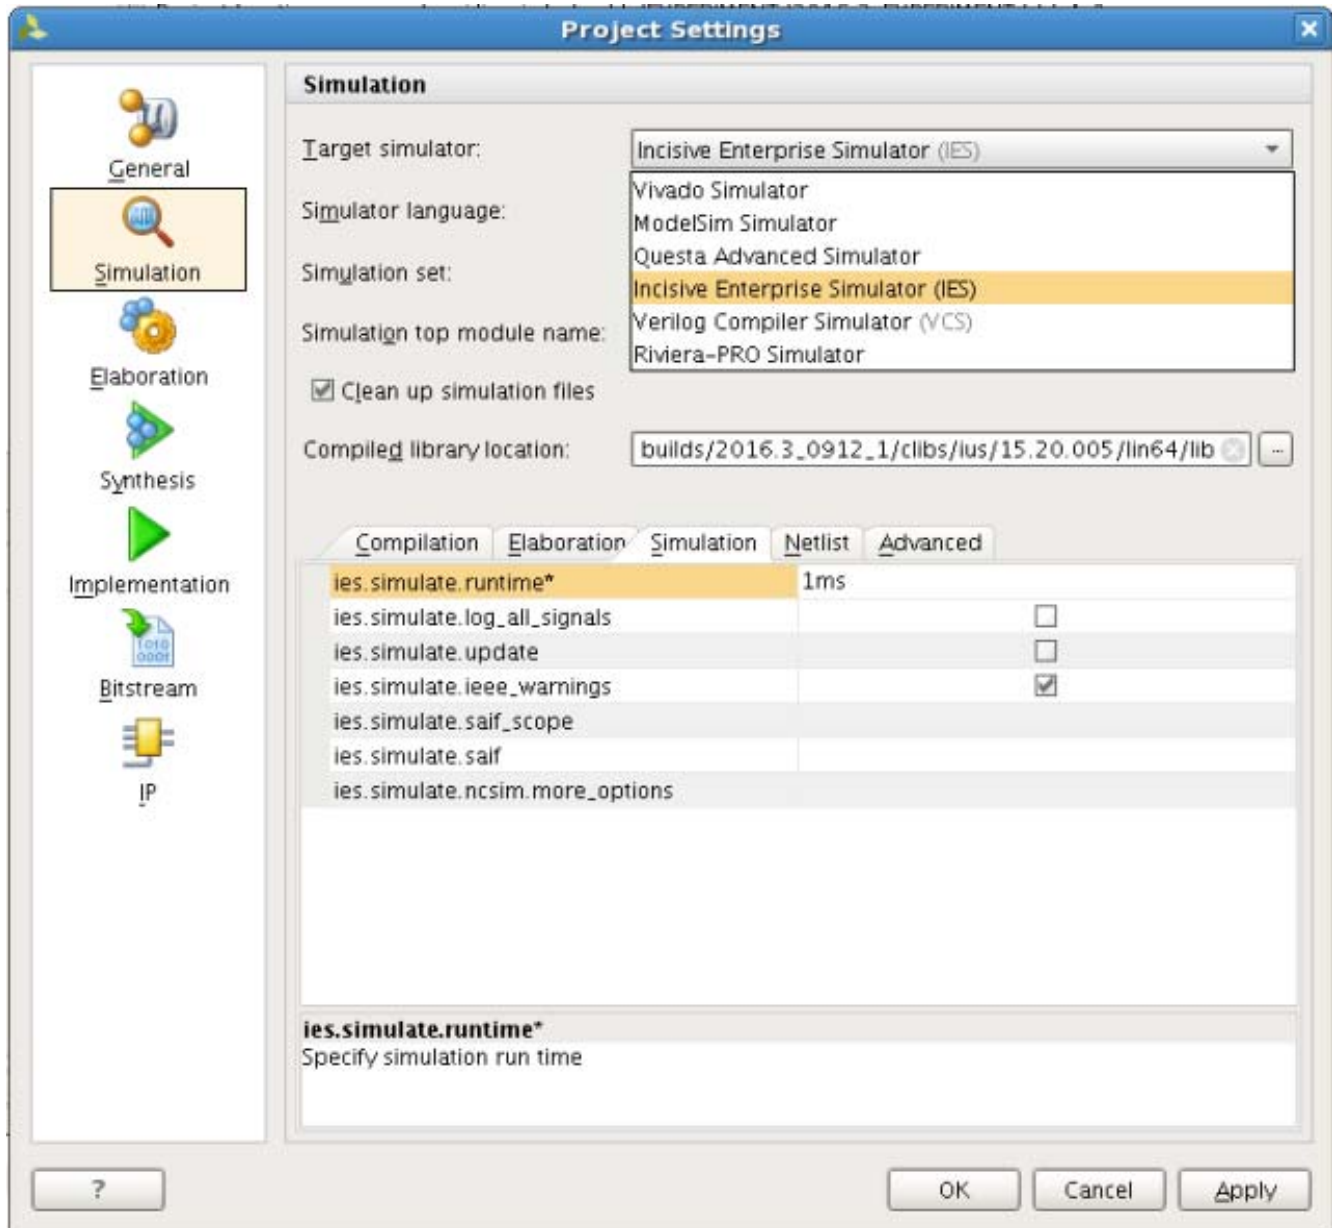 Project Settings
General
Simulation
Elaboration
Synthesis
Implementation
Bitstream
IP
Simulation
Target simulator:
Incisive Enterprise Simulator (IES)
Vivado Simulator
Simulator language:
ModelSim Simulator
Questa Advanced Simulator
Simulation set:
Incisive Enterprise Simulator (IES)
Verilog Compiler Simulator (VCS)
Simulation top module name:
Riviera-PRO Simulator
Clean up simulation files
Compiled library location:
builds/2016.3_0912_1/clibs/ius/15.20.005/lin64/lib
...
Compilation Elaboration Simulation Netlist Advanced
ies.simulate.runtime* 1ms
ies.simulate.log_all_signals
ies.simulate.update
ies.simulate.ieee_warnings
ies.simulate.saif_scope
ies.simulate.saif
ies.simulate.ncsim.more_options
ies.simulate.runtime*
Specify simulation run time
? OK Cancel Apply